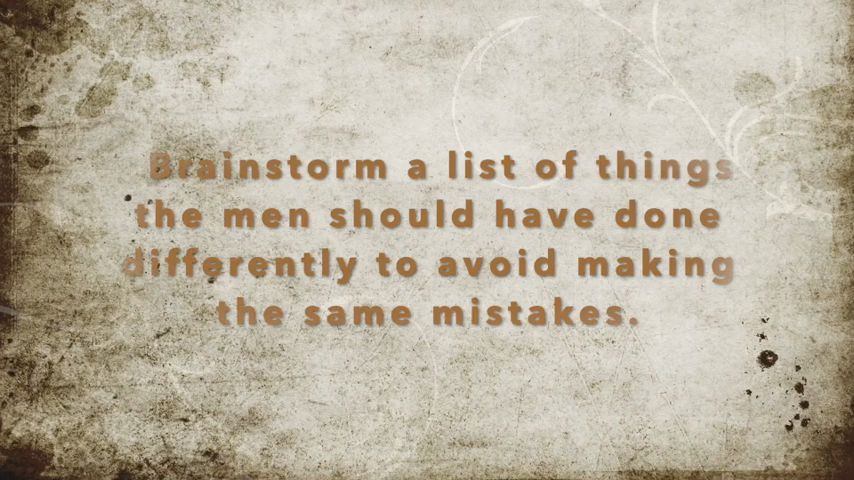 Brainstorm a list of things
the men should have done
differently to avoid making
the same mistakes.